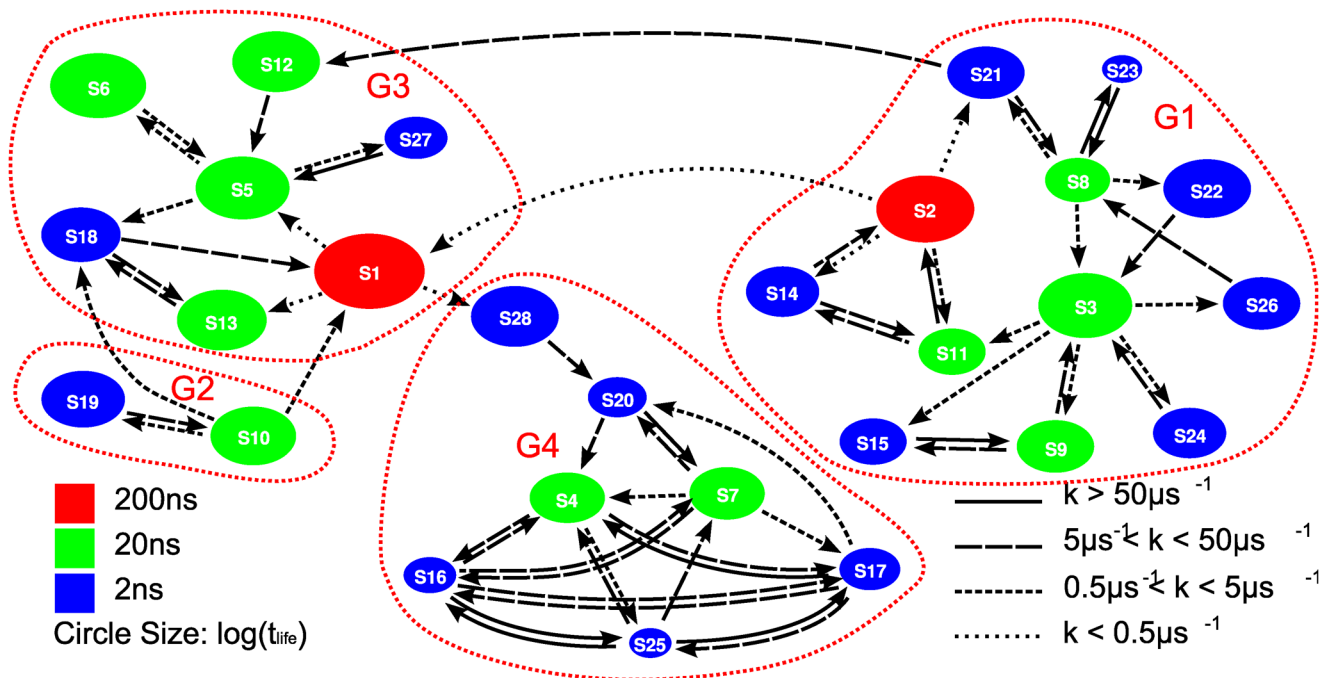 S12
S21
S23
S6
G3
G1
S27
S8
S22
S5
S2
S18
S1
S14
S3
S26
S13
S28
S11
G2
S19
S20
S10
G4
S15
S9
S24
S4
S7
200ns
20ns
2ns
Circle Size: log(tlife)
S16
S17
S25
k > 50µs -1
5µs-1 < k < 50µs -1
0.5µs-1 < k < 5µs -1
k < 0.5µs -1